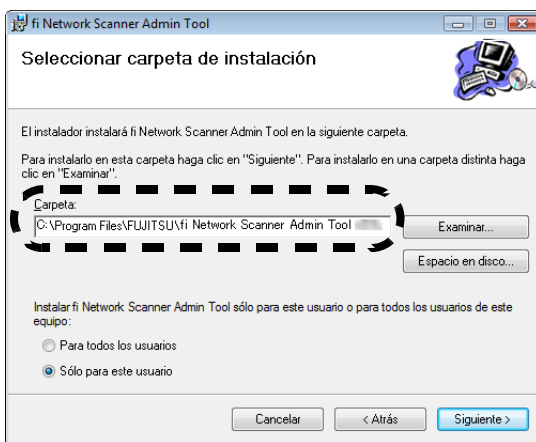 fi Network Scanner Admin Tool
Seleccionar carpeta de instalación
El instalador instalará fi Network Scanner Admin Tool en la siguiente carpeta.
Para instalarlo en esta carpeta haga clic en "Siguiente". Para instalarlo en una carpeta distinta haga
clic en "Examinar".
Carpeta:
C:\Program Files\FUJITSU\fi Network Scanner Admin Tool
Examinar...
Espacio en disco...
Instalar fi Network Scanner Admin Tool sólo para este usuario o para todos los usuarios de este
equipo:
Para todos los usuarios
Sólo para este usuario
Cancelar
< Atrás
Siguiente >